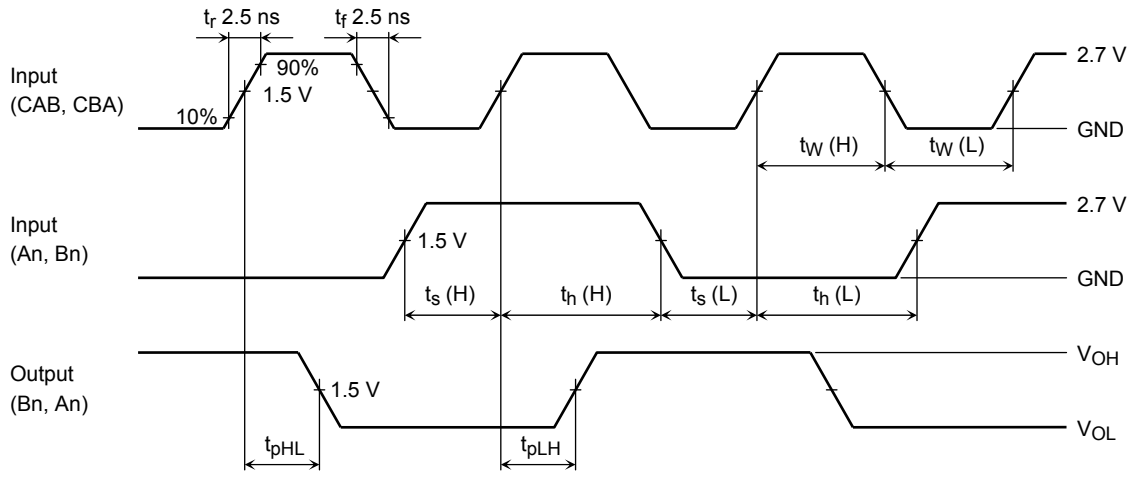 tr 2.5 ns
tf 2.5 ns
Input
(CAB, CBA)
90%
1.5 V
10%
2.7 V
GND
tW (H)
tW (L)
Input
(An, Bn)
1.5 V
2.7 V
GND
ts (H)
th (H)
ts (L)
th (L)
Output
(Bn, An)
1.5 V
VOH
VOL
tpHL
tpLH